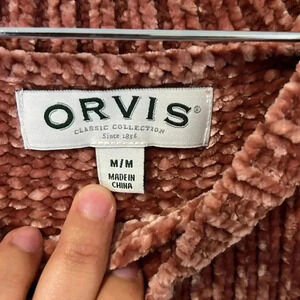 ORVIS®
CLASSIC COLLECTION
Since 1856
M/M
MADE IN
CHINA